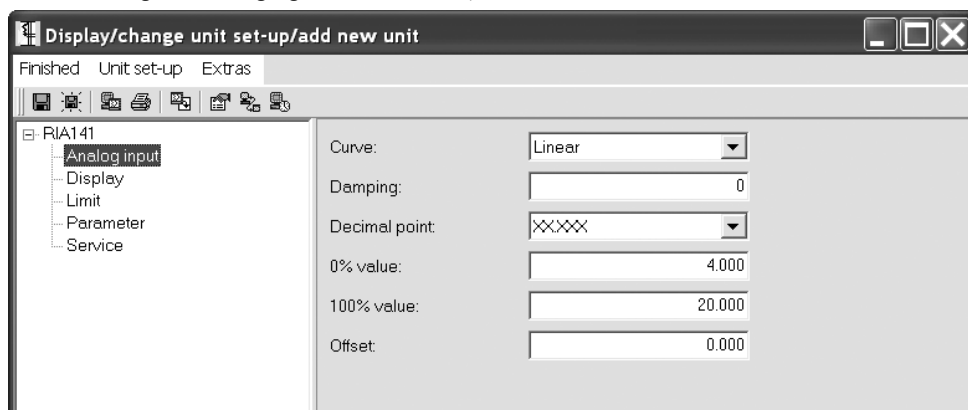 Display/change unit set-up/add new unit
Finished Unit set-up Extras
RIA141
Analog input
Display
Limit
Parameter
Service
Curve: Linear
Damping: 0
Decimal point: XX.XXX
0% value: 4.000
100% value: 20.000
Offset: 0.000